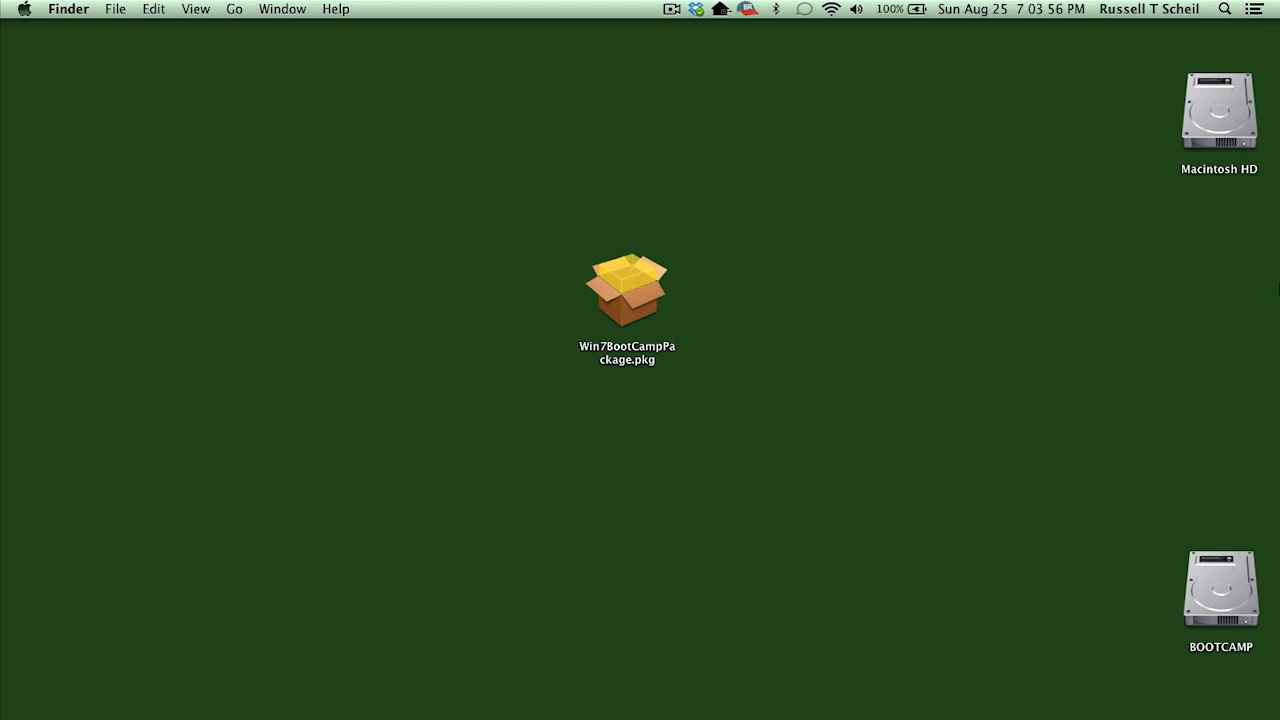 Finder File Edit View Go Window Help BR 100% Sun Aug 25 7 03 56 PM Russell T Scheil
Macintosh HD
Win7BootCampPa
ckage.pkg
BOOTCAMP